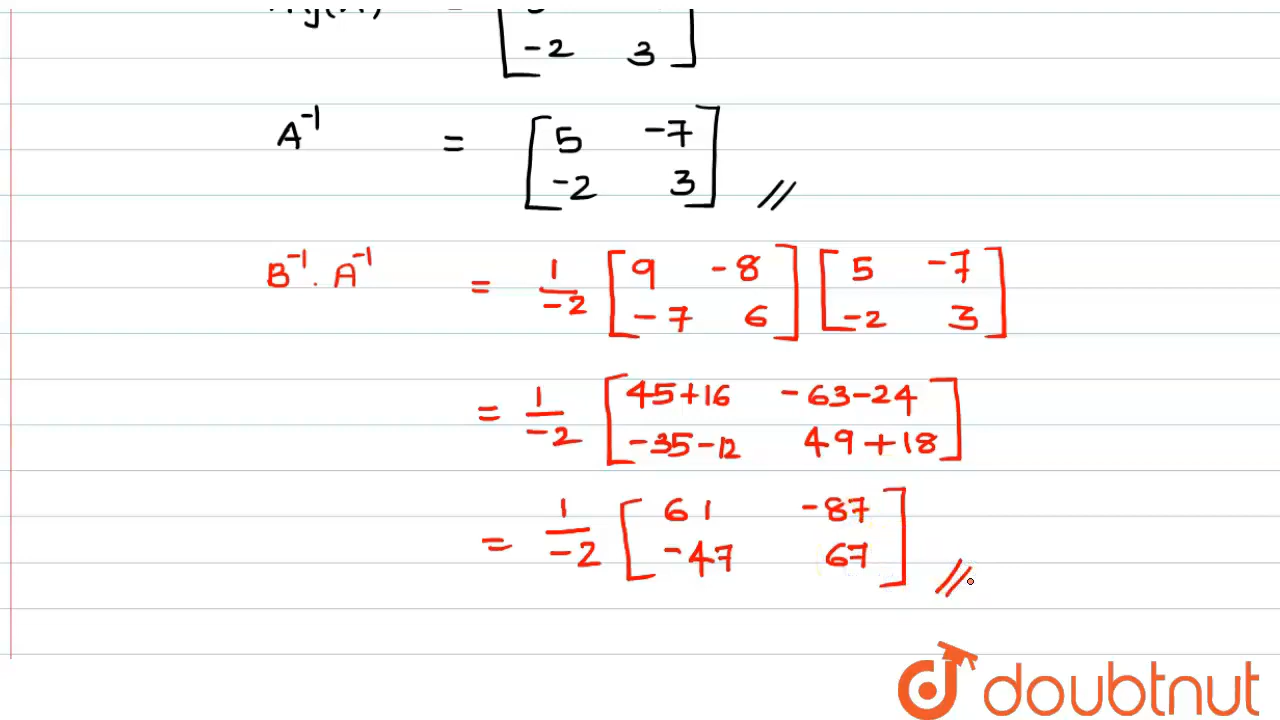 -2 3
A⁻¹ = [5 -7
-2 3] //
B⁻¹ . A⁻¹ = 1/-2 [9 -8
-7 6] [5 -7
-2 3]
= 1/-2 [45+16 -63-24
-35-12 49+18]
= 1/-2 [61 -87
-47 67] //
doubtnut